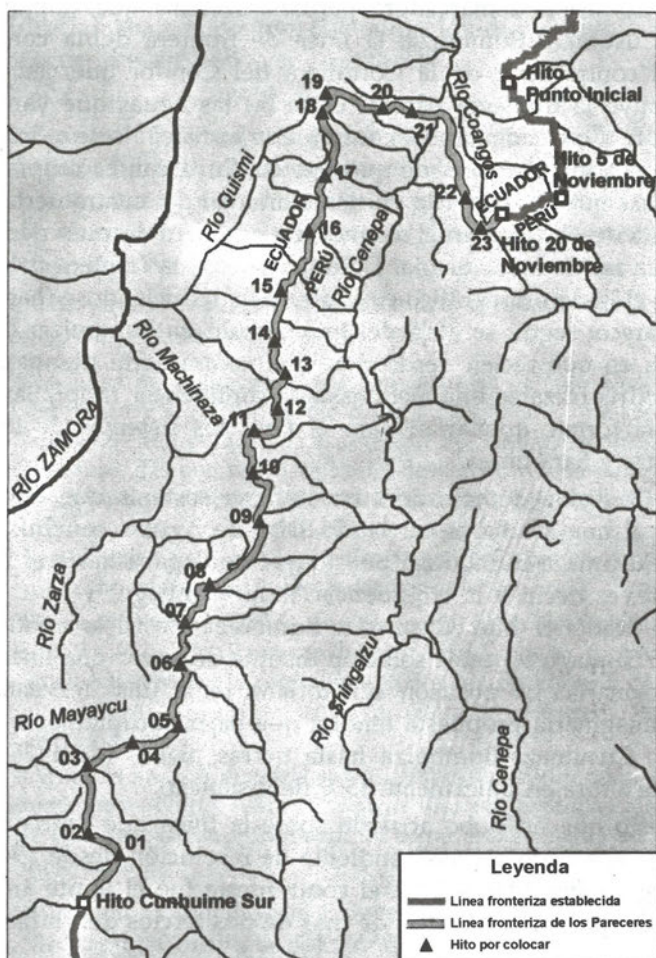 Hito
Punto Inicial
19
18
20
21
Río Coangos
Río Quismi
17
Hito 5 de
Noviembre
22
ECUADOR
PERÚ
23
Hito 20 de
Noviembre
16
ECUADOR
PERÚ
Río Cenepa
15
14
Río Machinaza
13
12
11
RÍO ZAMORA
10
09
08
07
Río Zarza
06
Río Shingaizu
Río Cenepa
Río Mayaycu
05
04
03
02
01
Hito Cunhuime Sur
Leyenda
Linea fronteriza establecida
Linea fronteriza de los Pareceres
Hito por colocar